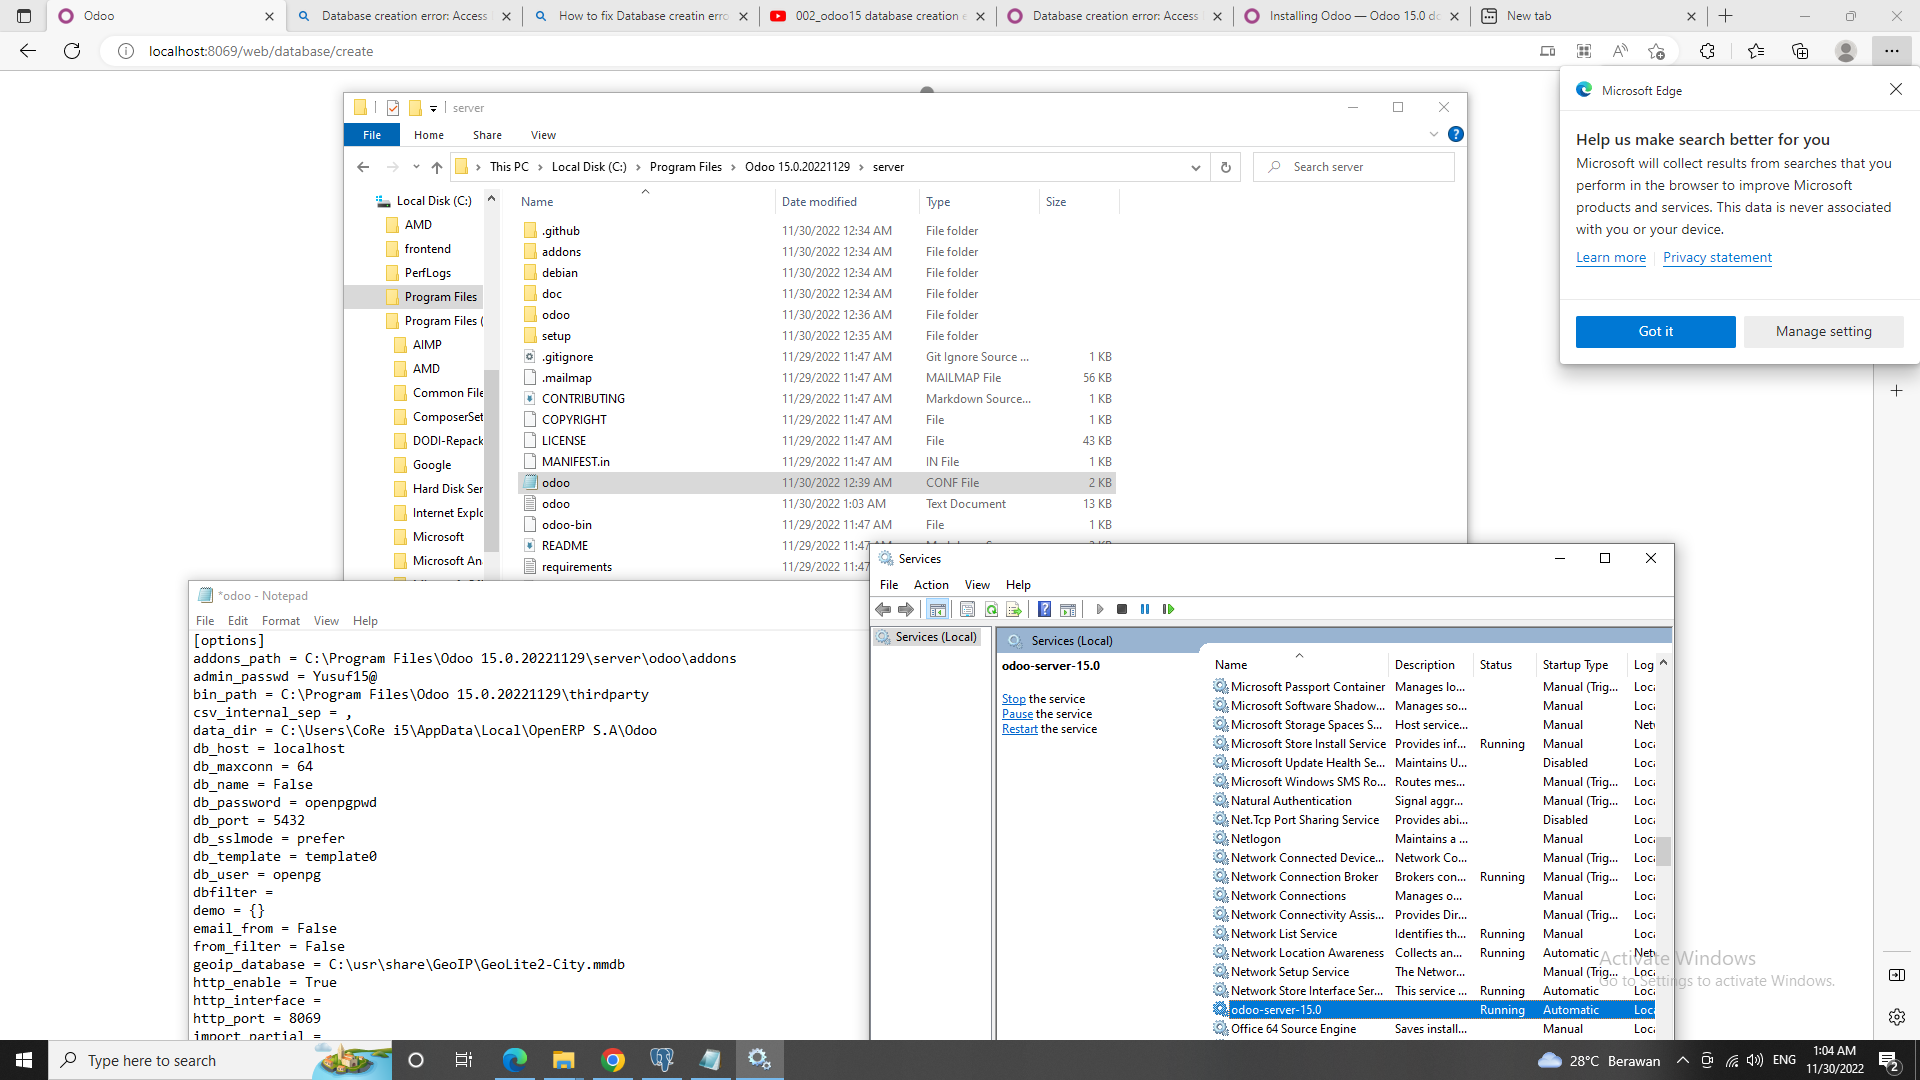 Odoo
Database creation error: Access
How to fix Database creatin erro
002_odoo15 database creation e
Database creation error: Access
Installing Odoo — Odoo 15.0 do
New tab
localhost:8069/web/database/create
server
File
Home
Share
View
This PC
Local Disk (C:)
Program Files
Odoo 15.0.20221129
server
Search server
Local Disk (C:)
AMD
frontend
PerfLogs
Program Files
Program Files (
AIMP
AMD
Common File
ComposerSet
DODI-Repack
Google
Hard Disk Ser
Internet Explo
Microsoft
Microsoft An
Name Date modified Type Size
.github 11/30/2022 12:34 AM File folder
addons 11/30/2022 12:34 AM File folder
debian 11/30/2022 12:34 AM File folder
doc 11/30/2022 12:34 AM File folder
odoo 11/30/2022 12:36 AM File folder
setup 11/30/2022 12:35 AM File folder
.gitignore 11/29/2022 11:47 AM Git Ignore Source ... 1 KB
.mailmap 11/29/2022 11:47 AM MAILMAP File 56 KB
CONTRIBUTING 11/29/2022 11:47 AM Markdown Source... 1 KB
COPYRIGHT 11/29/2022 11:47 AM File 1 KB
LICENSE 11/29/2022 11:47 AM File 43 KB
MANIFEST.in 11/29/2022 11:47 AM IN File 1 KB
odoo 11/30/2022 12:39 AM CONF File 2 KB
odoo 11/30/2022 1:03 AM Text Document 13 KB
odoo-bin 11/29/2022 11:47 AM File 1 KB
README 11/29/2022 11:47
requirements 11/29/2022 11:47
Microsoft Edge
Help us make search better for you
Microsoft will collect results from searches that you
perform in the browser to improve Microsoft
products and services. This data is never associated
with you or your device.
Learn more
Privacy statement
Got it
Manage setting
*odoo - Notepad
File Edit Format View Help
[options]
addons_path = C:\Program Files\Odoo 15.0.20221129\server\odoo\addons
admin_passwd = Yusuf15@
bin_path = C:\Program Files\Odoo 15.0.20221129\thirdparty
csv_internal_sep = ,
data_dir = C:\Users\CoRe i5\AppData\Local\OpenERP S.A\Odoo
db_host = localhost
db_maxconn = 64
db_name = False
db_password = openpgpwd
db_port = 5432
db_sslmode = prefer
db_template = template0
db_user = openpg
dbfilter =
demo = {}
email_from = False
from_filter = False
geoip_database = C:\usr\share\GeoIP\GeoLite2-City.mmdb
http_enable = True
http_interface =
http_port = 8069
import_partial =
Services
File Action View Help
Services (Local)
Services (Local)
odoo-server-15.0
Stop the service
Pause the service
Restart the service
Name Description Status Startup Type Log
Microsoft Passport Container Manages lo... Manual (Trig... Loca
Microsoft Software Shadow... Manages so... Manual Loca
Microsoft Storage Spaces S... Host service... Manual Netv
Microsoft Store Install Service Provides inf... Running Manual Loca
Microsoft Update Health Se... Maintains U... Disabled Loca
Microsoft Windows SMS Ro... Routes mes... Manual (Trig... Loca
Natural Authentication Signal aggr... Manual (Trig... Loca
Net.Tcp Port Sharing Service Provides abi... Disabled Loca
Netlogon Maintains a ... Manual Loca
Network Connected Device... Network Co... Manual (Trig... Loca
Network Connection Broker Brokers con... Running Manual (Trig... Loca
Network Connections Manages o... Manual Loca
Network Connectivity Assis... Provides Dir... Manual (Trig... Loca
Network List Service Identifies th... Running Manual Loca
Network Location Awareness Collects an... Running Automatic Netv
Network Setup Service The Networ... Manual (Trig... Loca
Network Store Interface Ser... This service ... Running Automatic Loca
odoo-server-15.0 Running Automatic Loca
Office 64 Source Engine Saves install... Manual Loca
Activate Windows
Go to Settings to activate Windows.
Type here to search
28°C Berawan
ENG
1:04 AM
11/30/2022
2